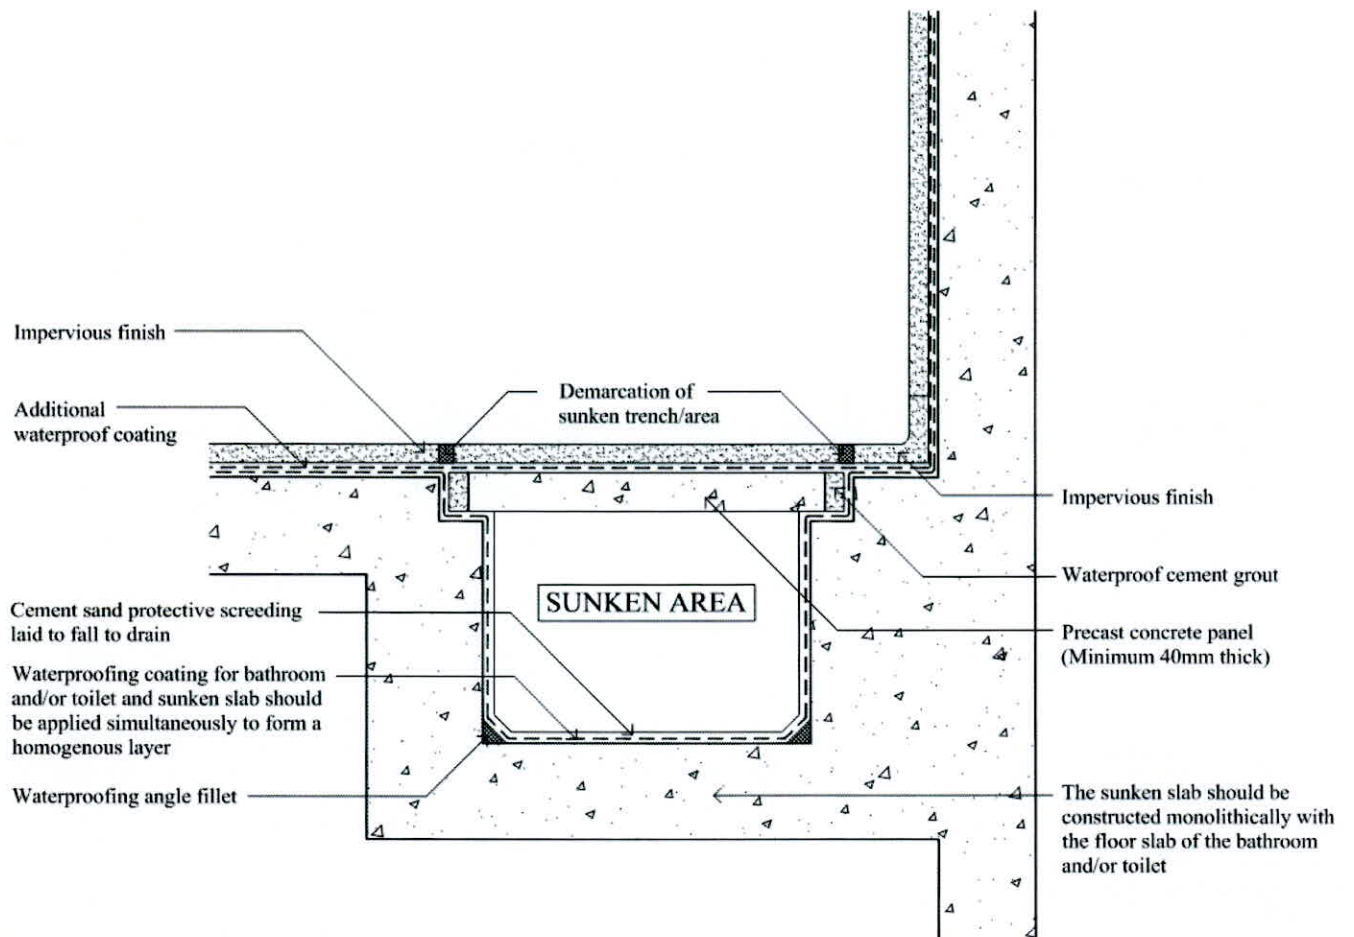 Impervious finish
Additional
waterproof coating
Demarcation of
sunken trench/area
Impervious finish
Waterproof cement grout
SUNKEN AREA
Cement sand protective screeding
laid to fall to drain
Precast concrete panel
(Minimum 40mm thick)
Waterproofing coating for bathroom
and/or toilet and sunken slab should
be applied simultaneously to form a
homogenous layer
Waterproofing angle fillet
The sunken slab should be
constructed monolithically with
the floor slab of the bathroom
and/or toilet